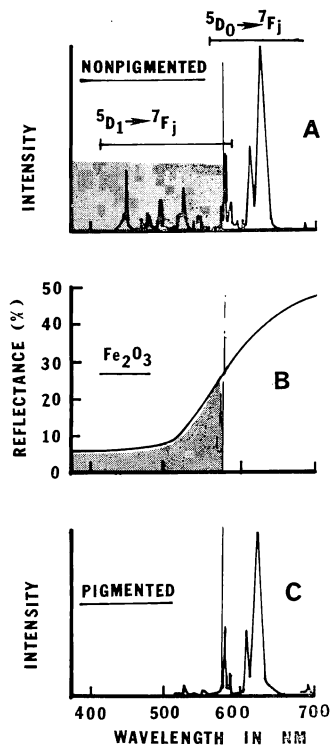 ⁵D₀→⁷Fⱼ
NONPIGMENTED
⁵D₁→⁷Fⱼ
A
INTENSITY
50
40
30
20
10
0
REFLECTANCE (%)
Fe₂O₃
B
PIGMENTED
C
INTENSITY
400 500 600 700
WAVELENGTH IN NM